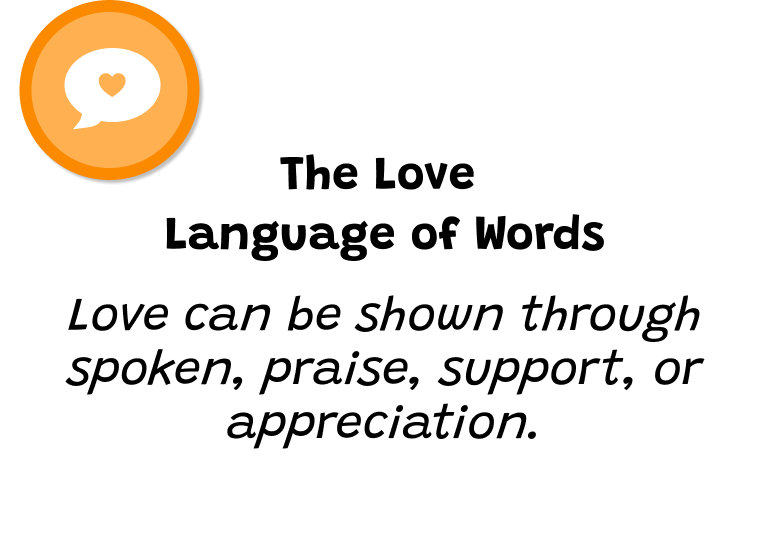 The Love
Language of Words
Love can be shown through
spoken, praise, support, or
appreciation.